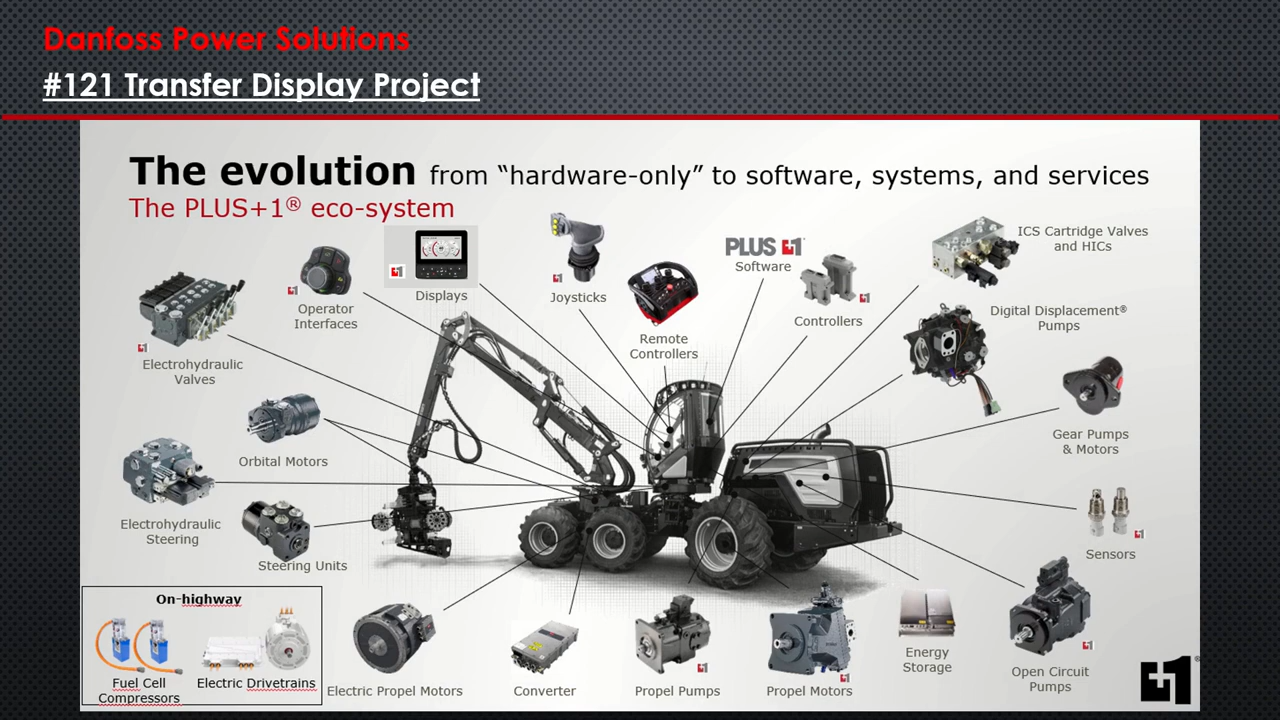 Danfoss Power Solutions
#121 Transfer Display Project
The evolution from “hardware-only” to software, systems, and services
The PLUS+1® eco-system
Electrohydraulic
Valves
Operator
Interfaces
Displays
Joysticks
Remote
Controllers
PLUS+1
Software
Controllers
ICS Cartridge Valves
and HICs
Digital Displacement®
Pumps
Gear Pumps
& Motors
Orbital Motors
Electrohydraulic
Steering
Steering Units
Sensors
On-highway
Fuel Cell
Compressors
Electric Drivetrains
Electric Propel Motors
Converter
Propel Pumps
Propel Motors
Energy
Storage
Open Circuit
Pumps
+1®